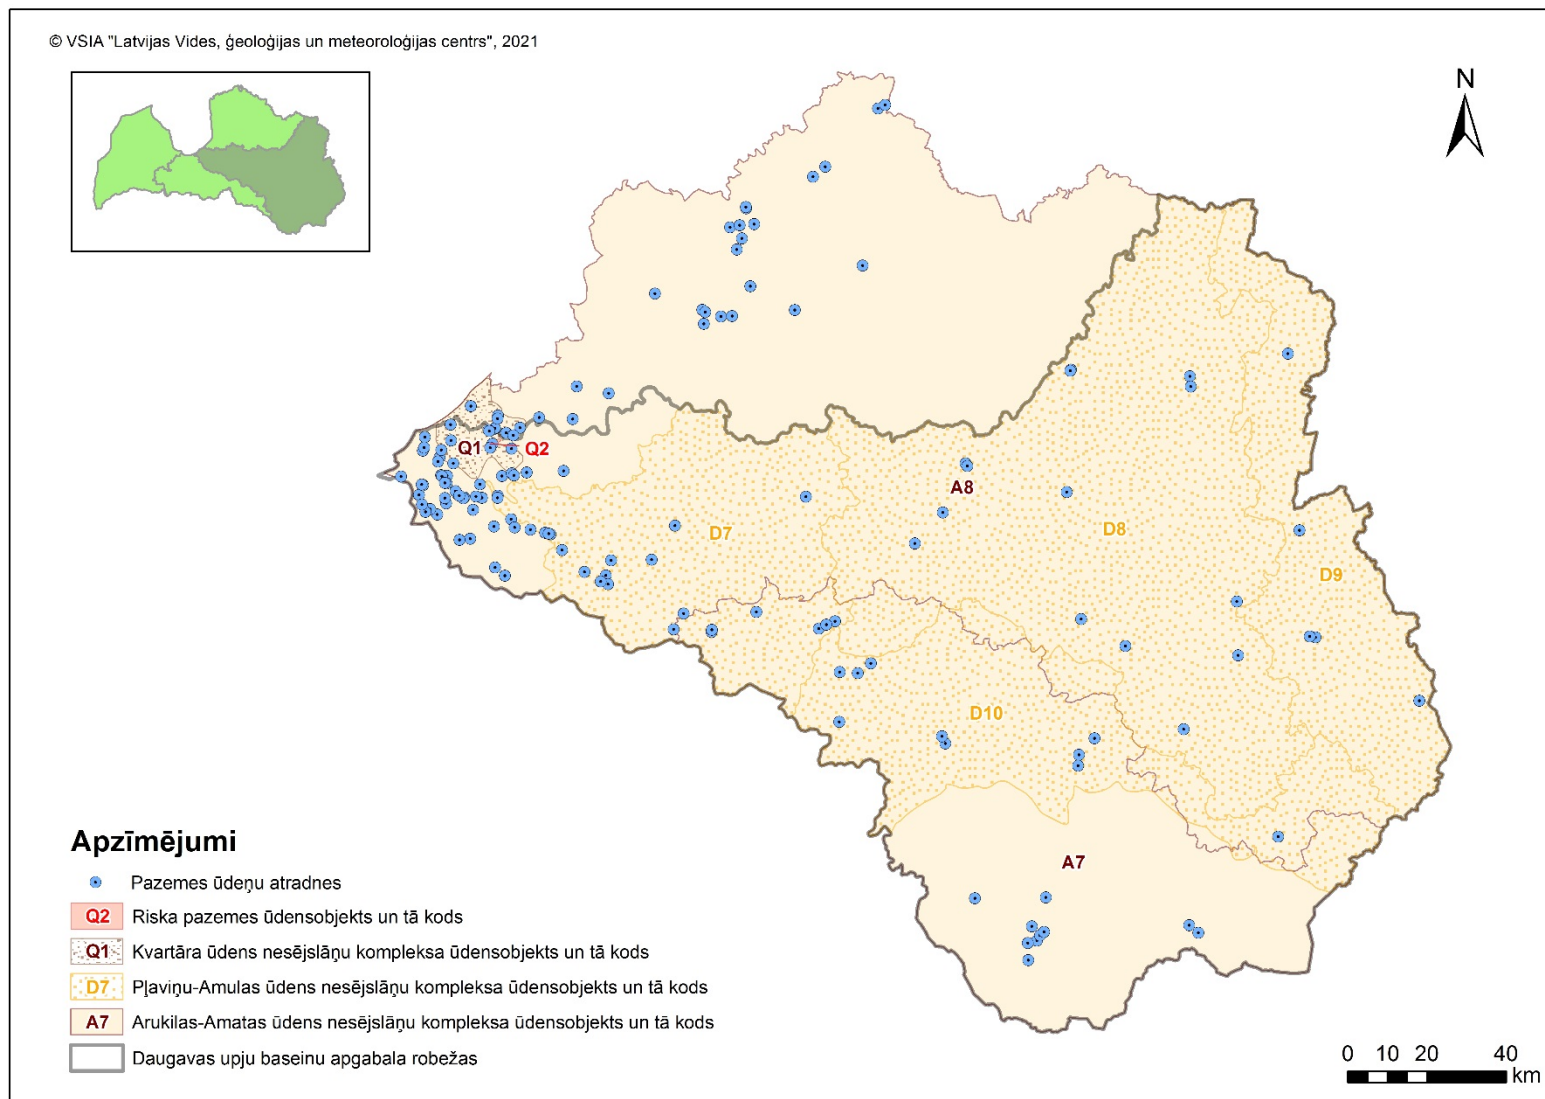 © VSIA "Latvijas Vides, ģeoloģijas un meteoroloģijas centrs", 2021
N
Q1
Q2
A8
D7
D8
D9
D10
A7
Apzīmējumi
Pazemes ūdeņu atradnes
Q2 Riska pazemes ūdensobjekts un tā kods
Q1 Kvartāra ūdens nesējslāņu kompleksa ūdensobjekts un tā kods
D7 Pļaviņu-Amulas ūdens nesējslāņu kompleksa ūdensobjekts un tā kods
A7 Arukilas-Amatas ūdens nesējslāņu kompleksa ūdensobjekts un tā kods
Daugavas upju baseinu apgabala robežas
0 10 20 40
km